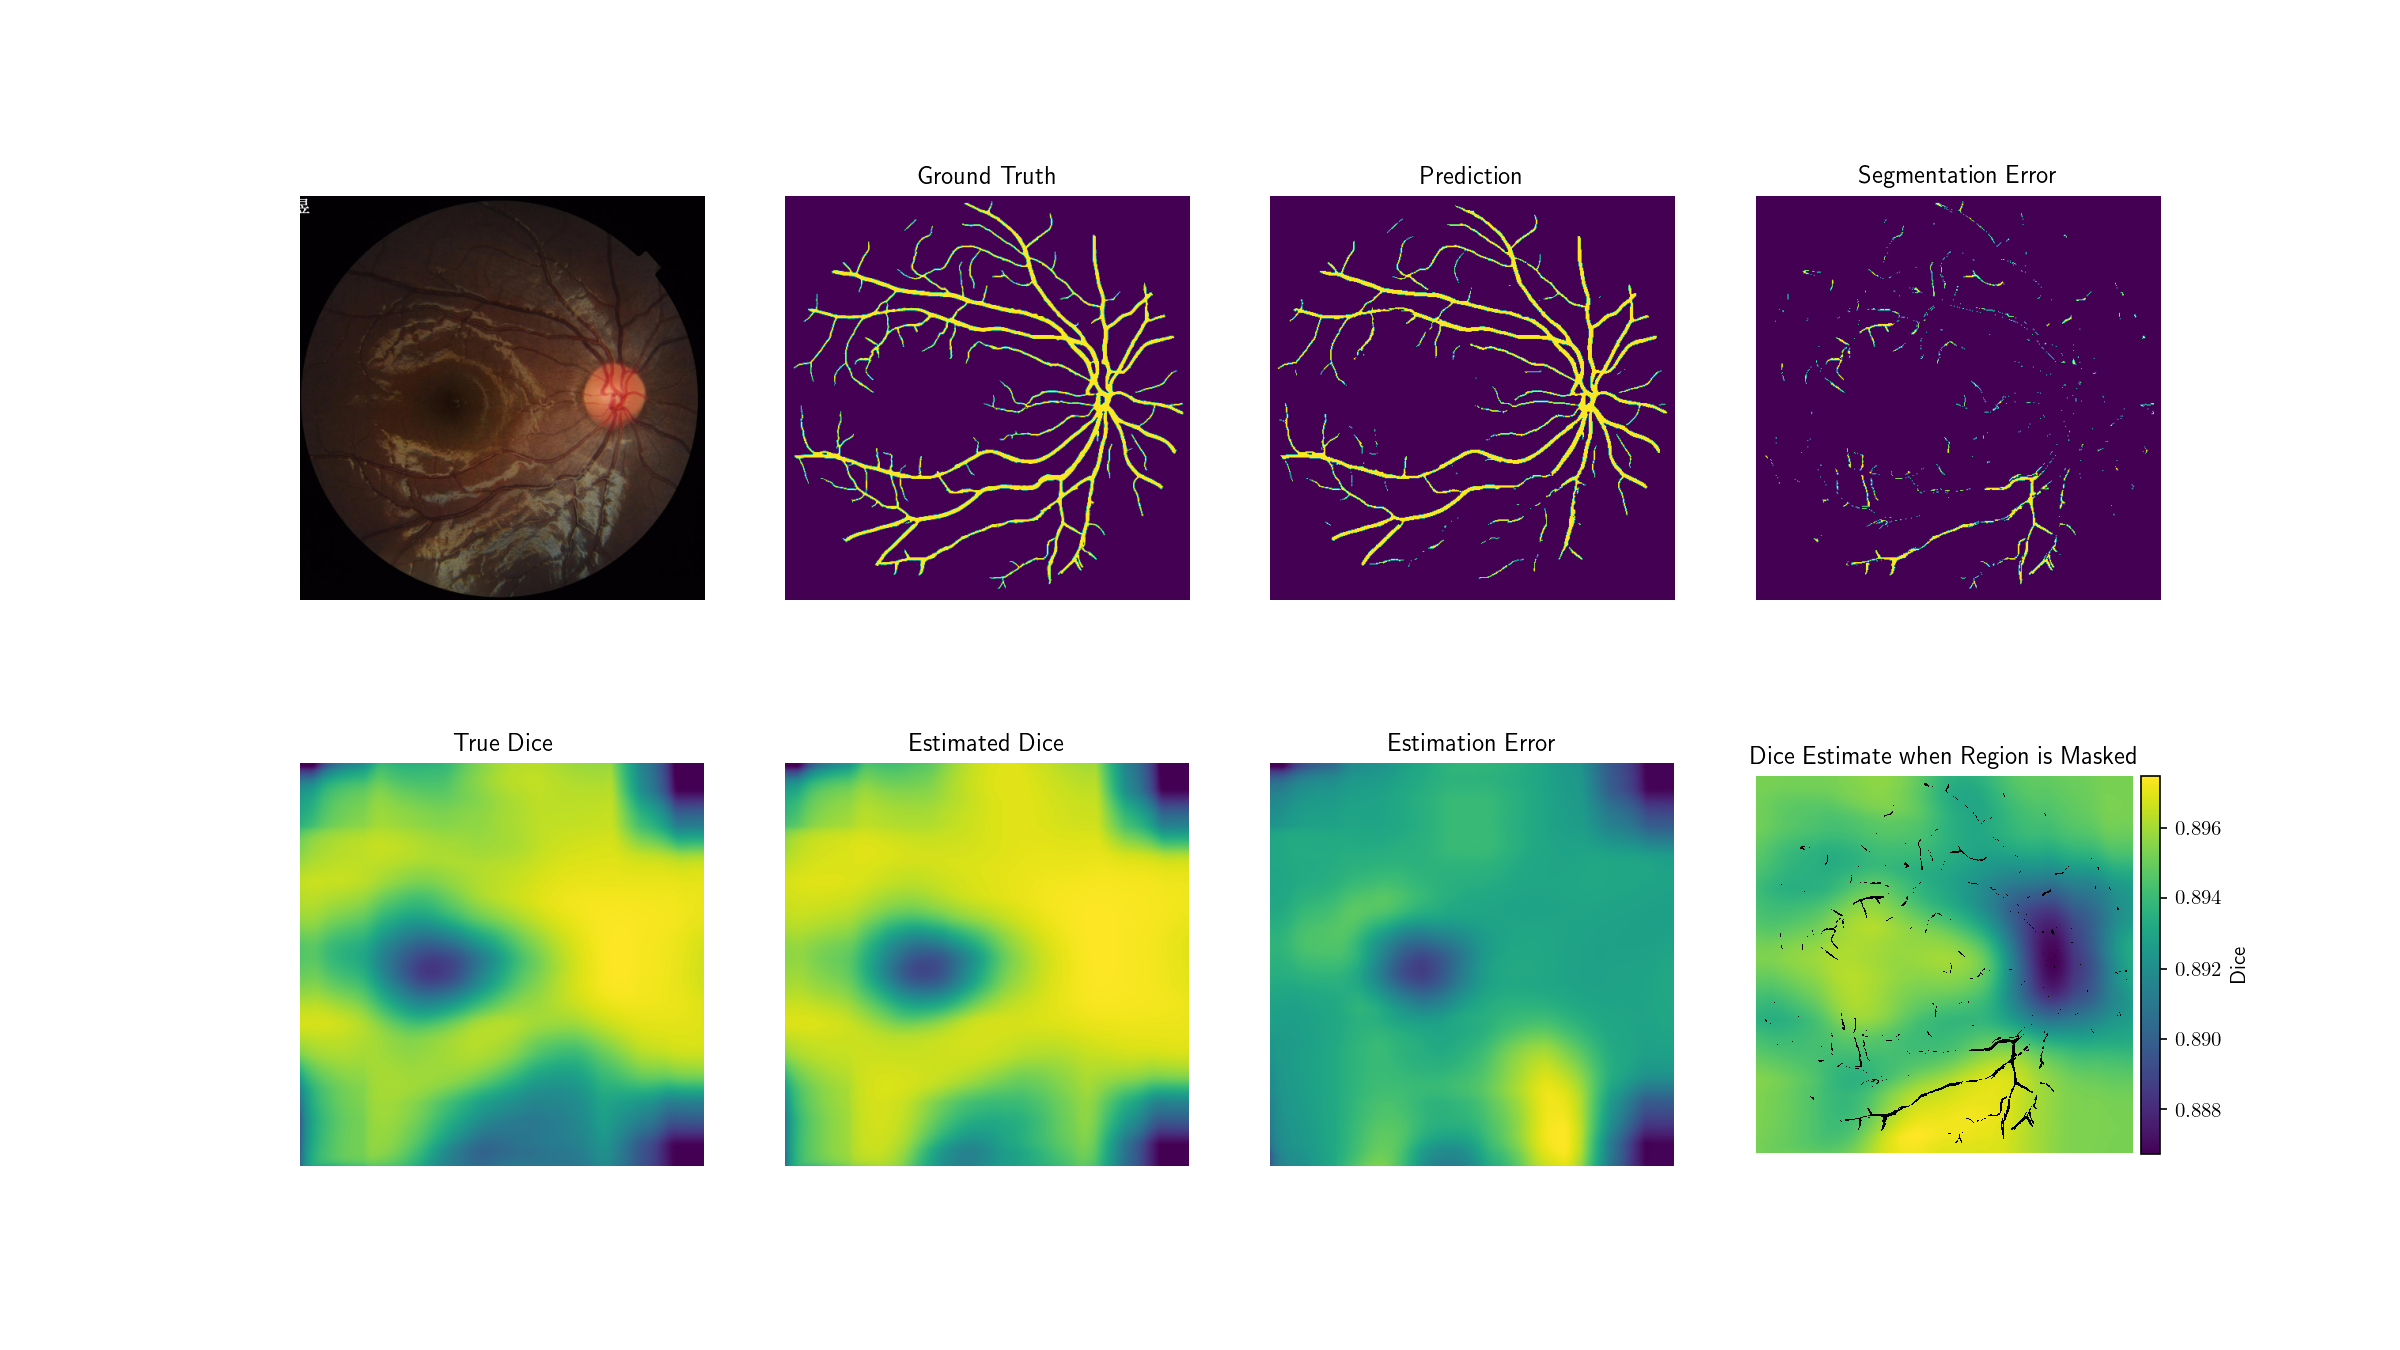 Ground Truth
Prediction
Segmentation Error
True Dice
Estimated Dice
Estimation Error
Dice Estimate when Region is Masked
0.896
0.894
0.892
0.890
0.888
Dice